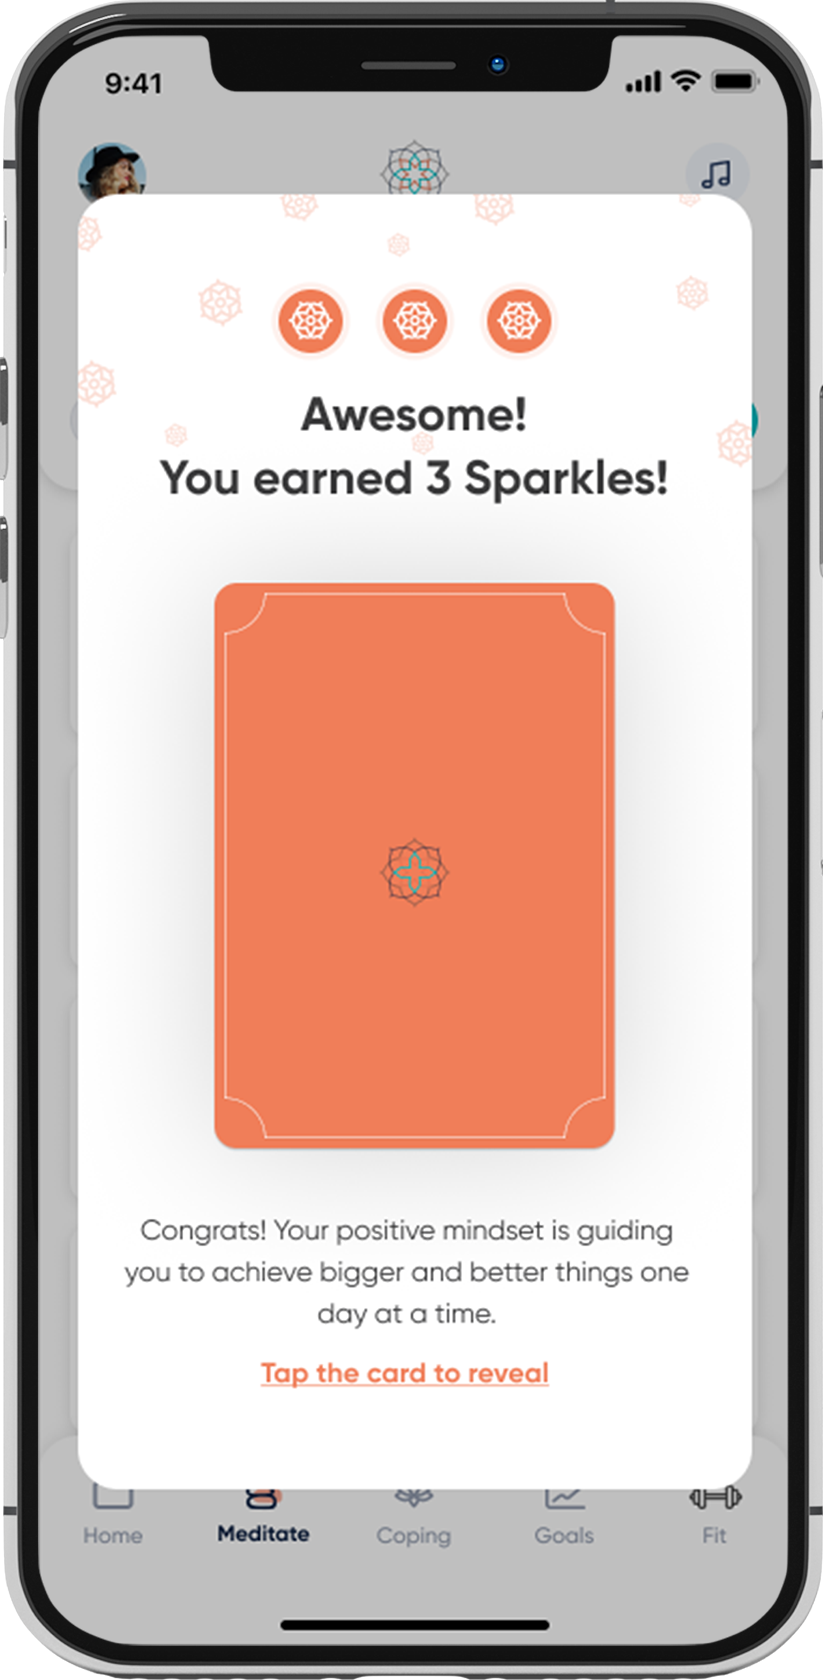 9:41
Awesome!
You earned 3 Sparkles!
Congrats! Your positive mindset is guiding
you to achieve bigger and better things one
day at a time.
Tap the card to reveal
Home
Meditate
Coping
Goals
Fit